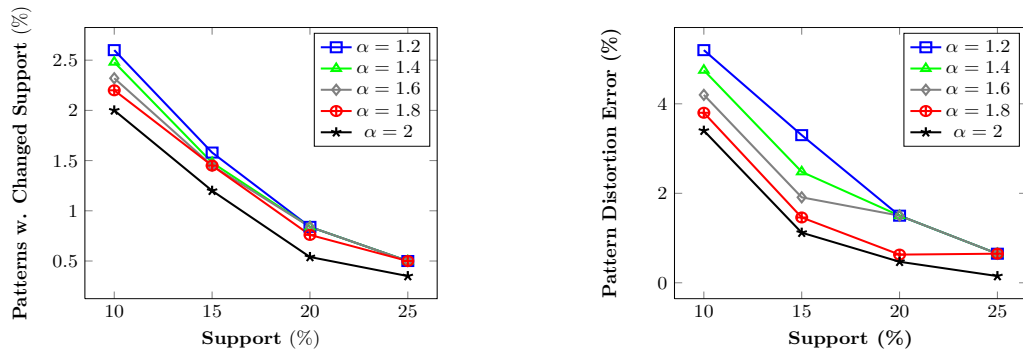 Patterns w. Changed Support (%)
2.5
2
1.5
1
0.5
10
15
20
25
Support (%)
α = 1.2
α = 1.4
α = 1.6
α = 1.8
α = 2
Pattern Distortion Error (%)
4
2
0
10
15
20
25
Support (%)
α = 1.2
α = 1.4
α = 1.6
α = 1.8
α = 2